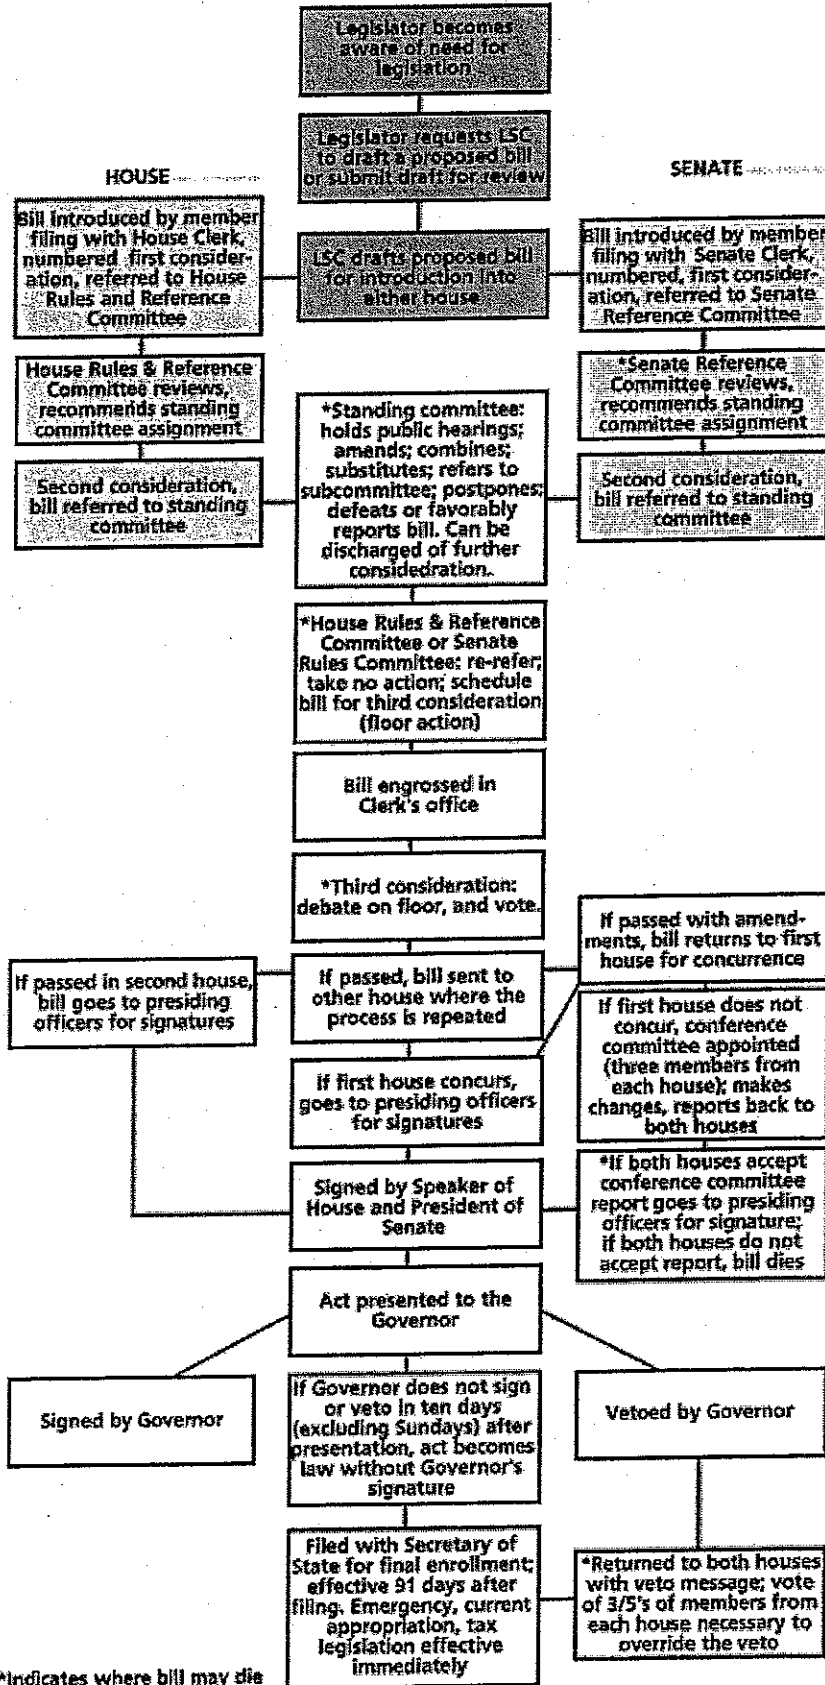 Legislator becomes
aware of need for
legislation
Legislator requests LSC
to draft a proposed bill
or submit draft for review
HOUSE
SENATE
Bill introduced by member
filing with House Clerk,
numbered first consider-
ation, referred to House
Rules and Reference
Committee
LSC drafts proposed bill
for introduction into
either house
Bill introduced by member
filing with Senate Clerk,
numbered, first consider-
ation, referred to Senate
Reference Committee
House Rules & Reference
Committee reviews,
recommends standing
committee assignment
*Senate Reference
Committee reviews,
recommends standing
committee assignment
*Standing committee:
holds public hearings;
amends; combines;
substitutes; refers to
subcommittee; postpones;
defeats or favorably
reports bill. Can be
discharged of further
considedration.
Second consideration,
bill referred to standing
committee
Second consideration,
bill referred to standing
committee
*House Rules & Reference
Committee or Senate
Rules Committee: re-refer;
take no action; schedule
bill for third consideration
(floor action)
Bill engrossed in
Clerk's office
*Third consideration:
debate on floor, and vote.
If passed with amend-
ments, bill returns to first
house for concurrence
If passed in second house,
bill goes to presiding
officers for signatures
If passed, bill sent to
other house where the
process is repeated
If first house does not
concur, conference
committee appointed
(three members from
each house); makes
changes, reports back to
both houses
If first house concurs,
goes to presiding officers
for signatures
Signed by Speaker of
House and President of
Senate
*If both houses accept
conference committee
report goes to presiding
officers for signature;
if both houses do not
accept report, bill dies
Act presented to the
Governor
Signed by Governor
If Governor does not sign
or veto in ten days
(excluding Sundays) after
presentation, act becomes
law without Governor's
signature
Vetoed by Governor
Filed with Secretary of
State for final enrollment;
effective 91 days after
filing. Emergency, current
appropriation, tax
legislation effective
immediately
*Returned to both houses
with veto message; vote
of 3/5's of members from
each house necessary to
override the veto
*Indicates where bill may die